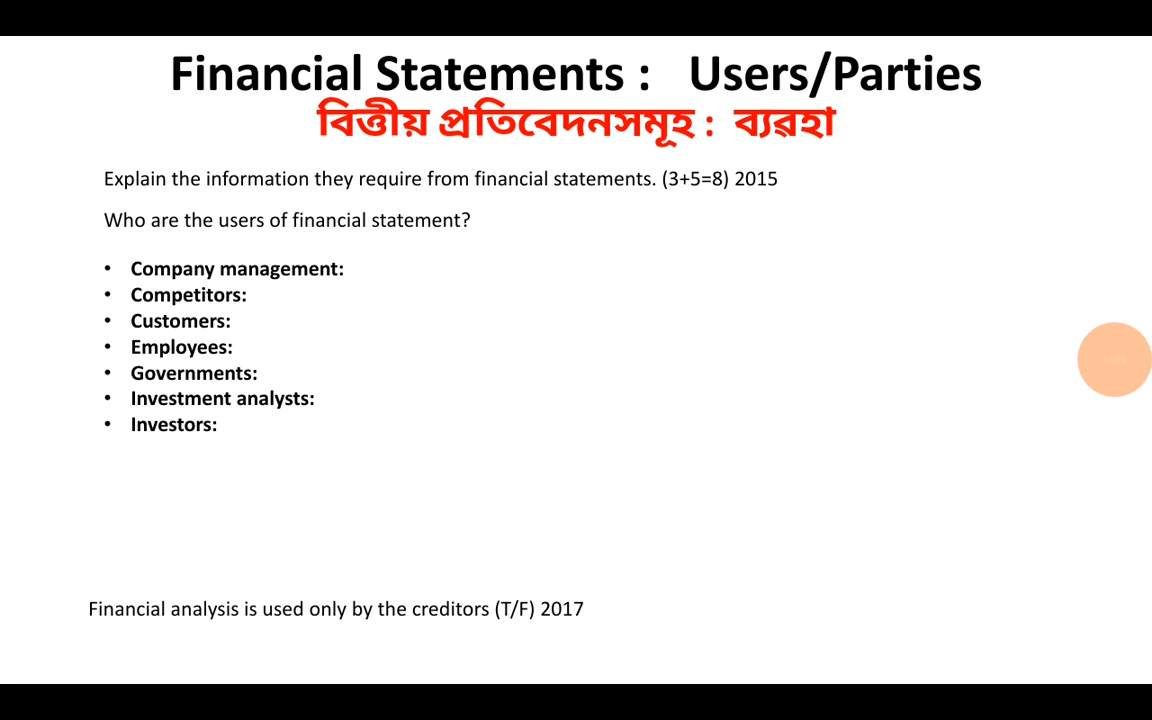 Financial Statements : Users/Parties
বিত্তীয় প্ৰতিবেদনসমূহ : ব্যৱহা
Explain the information they require from financial statements. (3+5=8) 2015
Who are the users of financial statement?
• Company management:
• Competitors:
• Customers:
• Employees:
• Governments:
• Investment analysts:
• Investors:
Financial analysis is used only by the creditors (T/F) 2017